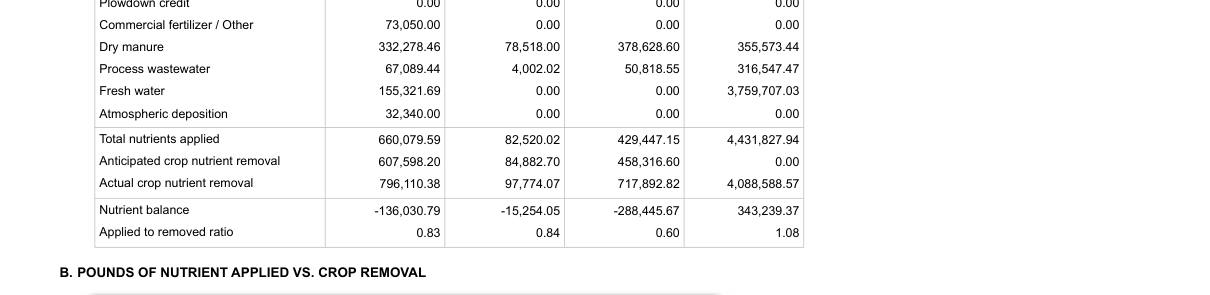 Plowdown credit 0.00 0.00 0.00 0.00
Commercial fertilizer / Other 73,050.00 0.00 0.00 0.00
Dry manure 332,278.46 78,518.00 378,628.60 355,573.44
Process wastewater 67,089.44 4,002.02 50,818.55 316,547.47
Fresh water 155,321.69 0.00 0.00 3,759,707.03
Atmospheric deposition 32,340.00 0.00 0.00 0.00
Total nutrients applied 660,079.59 82,520.02 429,447.15 4,431,827.94
Anticipated crop nutrient removal 607,598.20 84,882.70 458,316.60 0.00
Actual crop nutrient removal 796,110.38 97,774.07 717,892.82 4,088,588.57
Nutrient balance -136,030.79 -15,254.05 -288,445.67 343,239.37
Applied to removed ratio 0.83 0.84 0.60 1.08
B. POUNDS OF NUTRIENT APPLIED VS. CROP REMOVAL